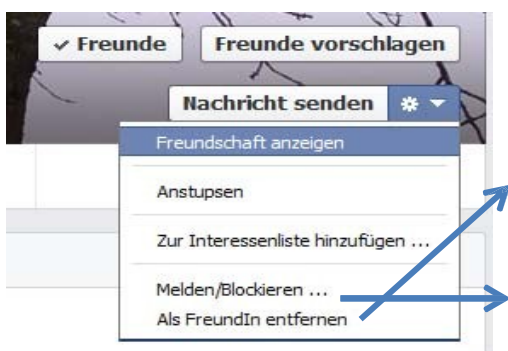 ✓ Freunde Freunde vorschlagen
Nachricht senden
Freundschaft anzeigen
Anstupsen
Zur Interessenliste hinzufügen ...
Melden/Blockieren ...
Als FreundIn entfernen